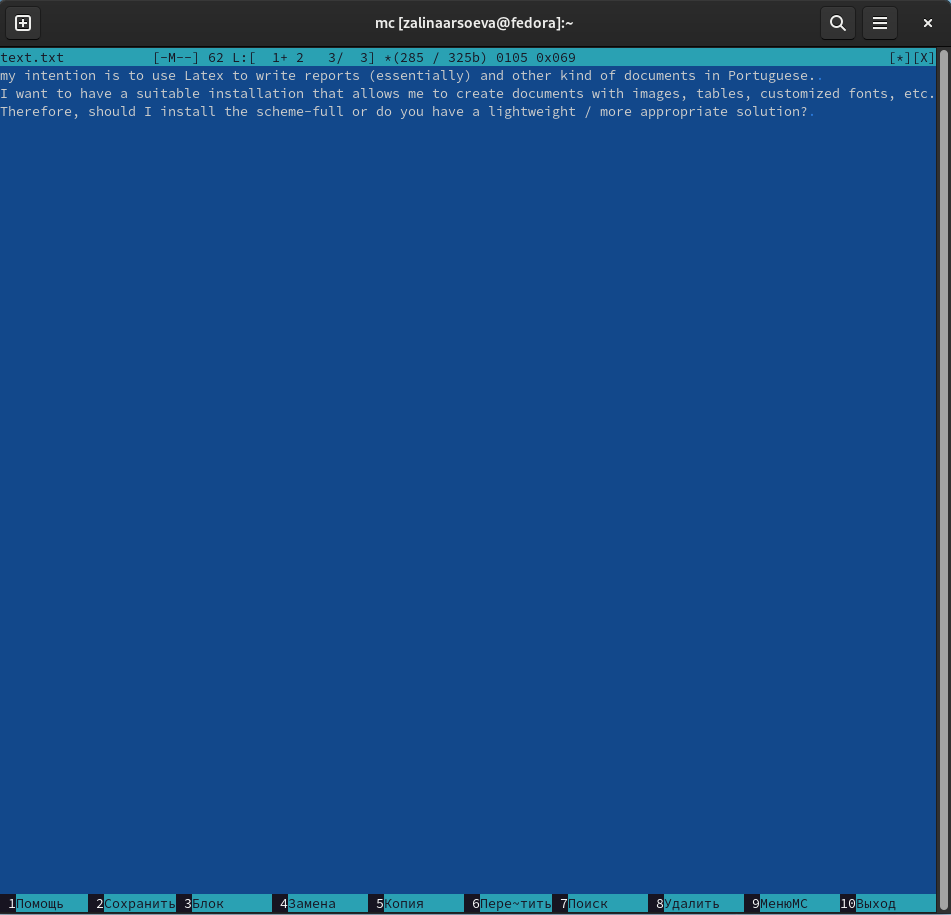 mc [zalinaarsoeva@fedora]:~
text.txt [-M--] 62 L:[ 1+ 2 3/ 3] *(285 / 325b) 0105 0x069 [*][X]
my intention is to use Latex to write reports (essentially) and other kind of documents in Portuguese..
I want to have a suitable installation that allows me to create documents with images, tables, customized fonts, etc.
Therefore, should I install the scheme-full or do you have a lightweight / more appropriate solution?.
1Помощь 2Сохранить 3Блок 4Замена 5Копия 6Пере~тить 7Поиск 8Удалить 9МенюMC 10Выход